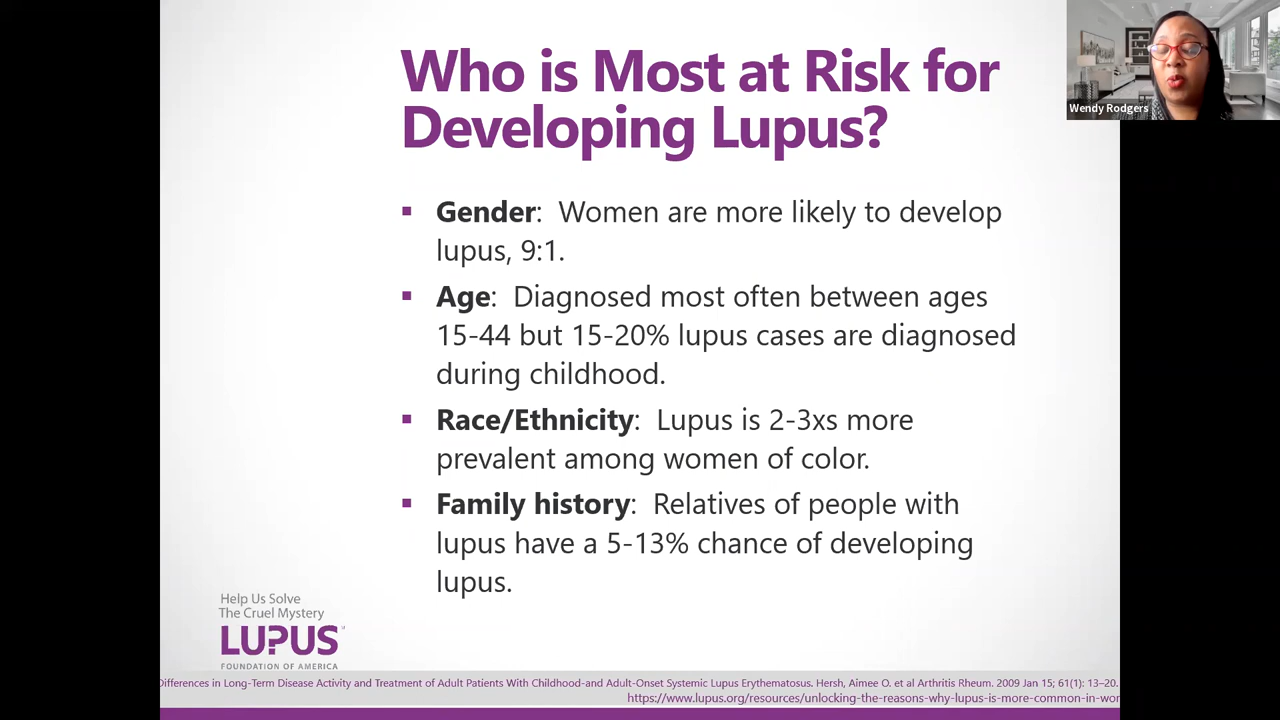 Who is Most at Risk for
Developing Lupus?
Wendy Rodgers
▪ Gender: Women are more likely to develop
lupus, 9:1.
▪ Age: Diagnosed most often between ages
15-44 but 15-20% lupus cases are diagnosed
during childhood.
▪ Race/Ethnicity: Lupus is 2-3xs more
prevalent among women of color.
▪ Family history: Relatives of people with
lupus have a 5-13% chance of developing
lupus.
Help Us Solve
The Cruel Mystery
LUPUS
FOUNDATION OF AMERICA
Differences in Long-Term Disease Activity and Treatment of Adult Patients With Childhood-and Adult-Onset Systemic Lupus Erythematosus. Hersh, Aimee O. et al Arthritis Rheum. 2009 Jan 15; 61(1): 13–20.
https://www.lupus.org/resources/unlocking-the-reasons-why-lupus-is-more-common-in-wor